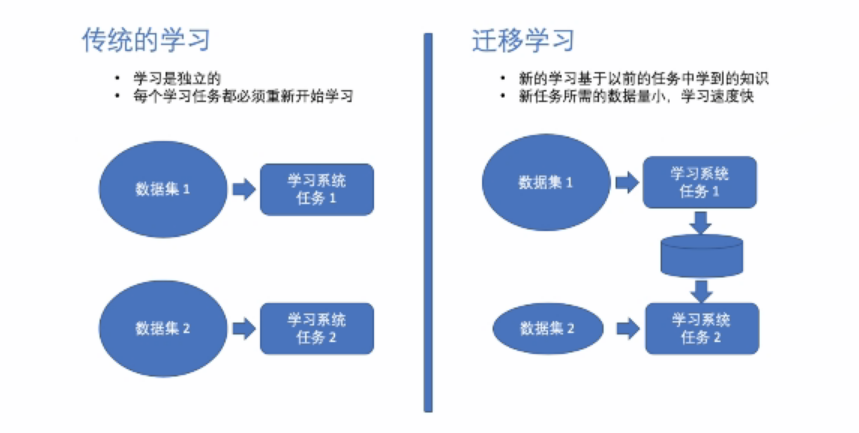 传统的学习
• 学习是独立的
• 每个学习任务都必须重新开始学习
数据集 1
学习系统
任务 1
数据集 2
学习系统
任务 2
迁移学习
• 新的学习基于以前的任务中学到的知识
• 新任务所需的数据量小，学习速度快
数据集 1
学习系统
任务 1
数据集 2
学习系统
任务 2